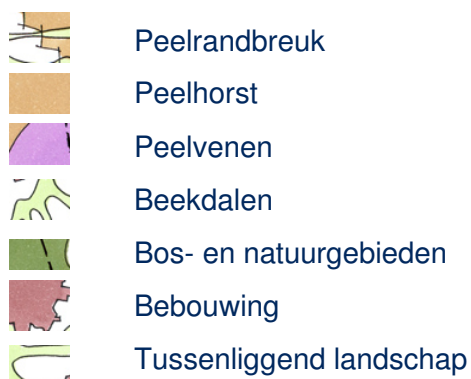 Peelrandbreuk
Peelhorst
Peelvenen
Beekdalen
Bos- en natuurgebieden
Bebouwing
Tussenliggend landschap